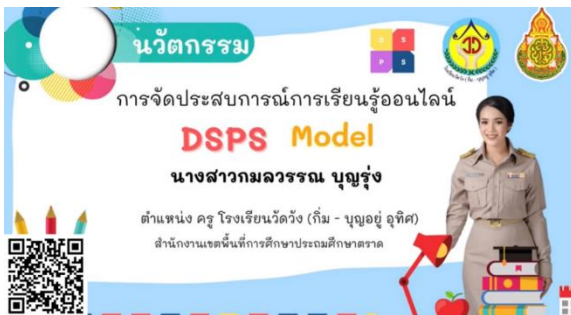 นวัตกรรม
D S
P S
การจัดประสบการณ์การเรียนรู้ออนไลน์
DSPS Model
นางสาวกมลวรรณ บุญรุ่ง
ตำแหน่ง ครู โรงเรียนวัดวัง (กิ่ม - บุญอยู่ อุทิศ)
สำนักงานเขตพื้นที่การศึกษาประถมศึกษาตราด